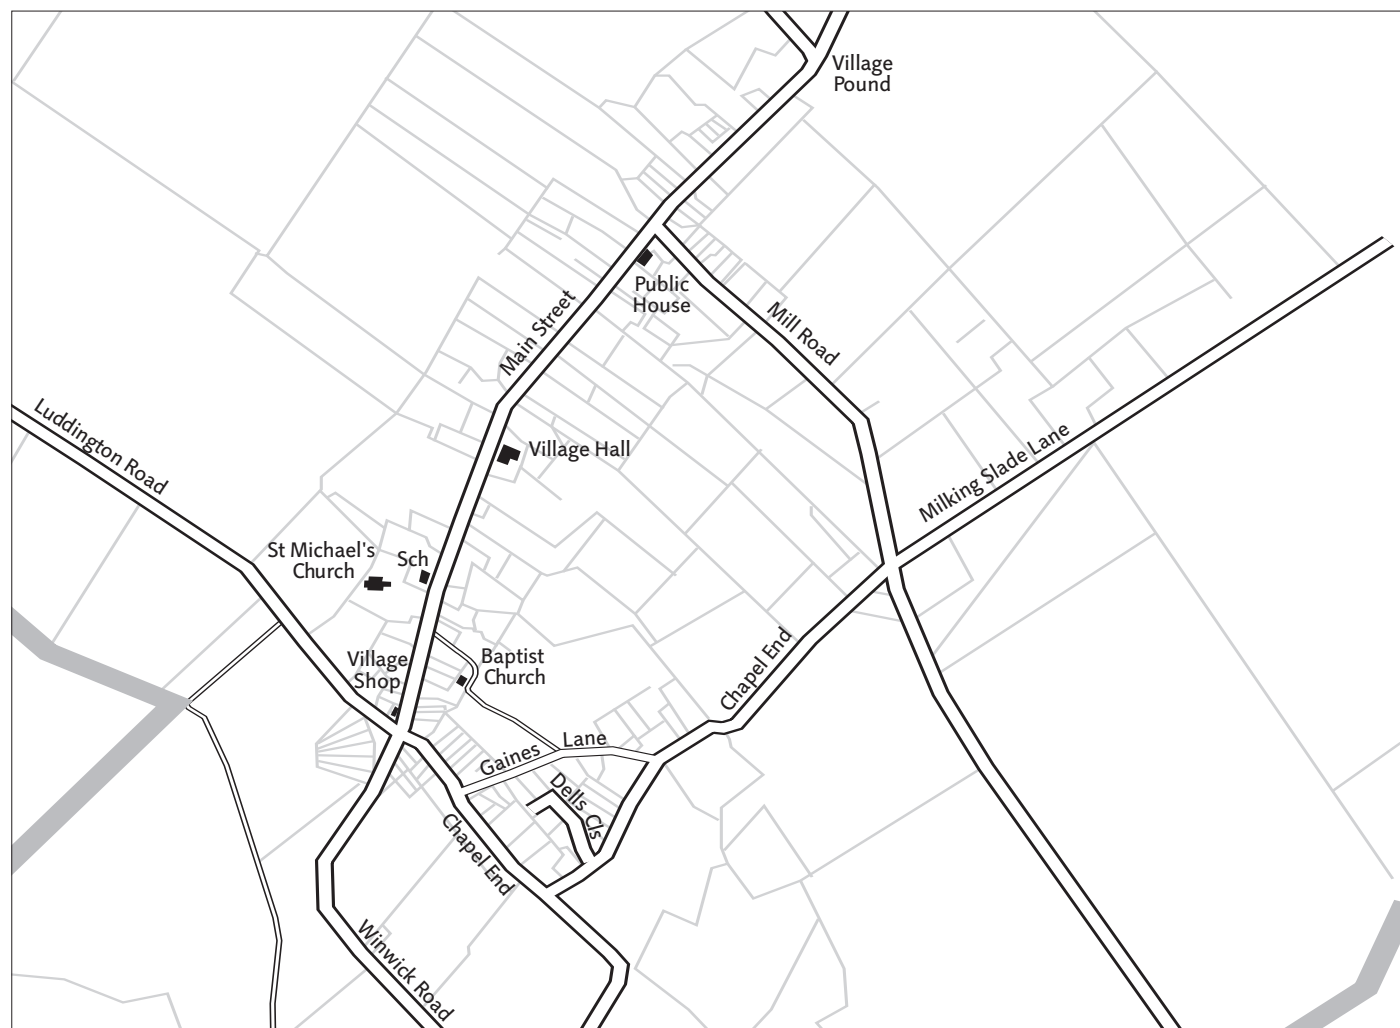 Village
Pound
Public
House
Main Street
Mill Road
Luddington Road
Village Hall
Milking Slade Lane
St Michael's
Church
Sch
Village
Shop
Baptist
Church
Chapel End
Gaines Lane
Dells Cls
Chapel End
Winwick Road